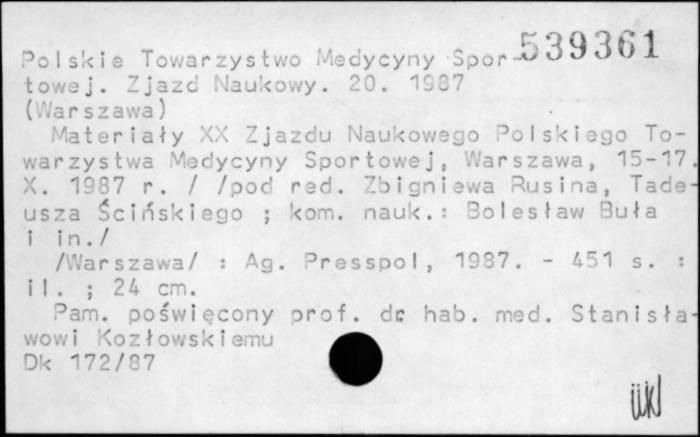 539361
Polskie Towarzystwo Medycyny Spor-
towej. Zjazd Naukowy. 20. 1987
(Warszawa)
Materiały XX Zjazdu Naukowego Polskiego To-
warzystwa Medycyny Sportowej, Warszawa, 15-17.
X. 1987 r. / /pod red. Zbigniewa Rusina, Tade-
usza Ścińskiego ; kom. nauk.: Bolesław Buła
i in./
/Warszawa/ : Ag. Presspol, 1987. - 451 s. :
il. ; 24 cm.
Pam. poświęcony prof. dr hab. med. Stanisła-
wowi Kozłowskiemu
Dk 172/87